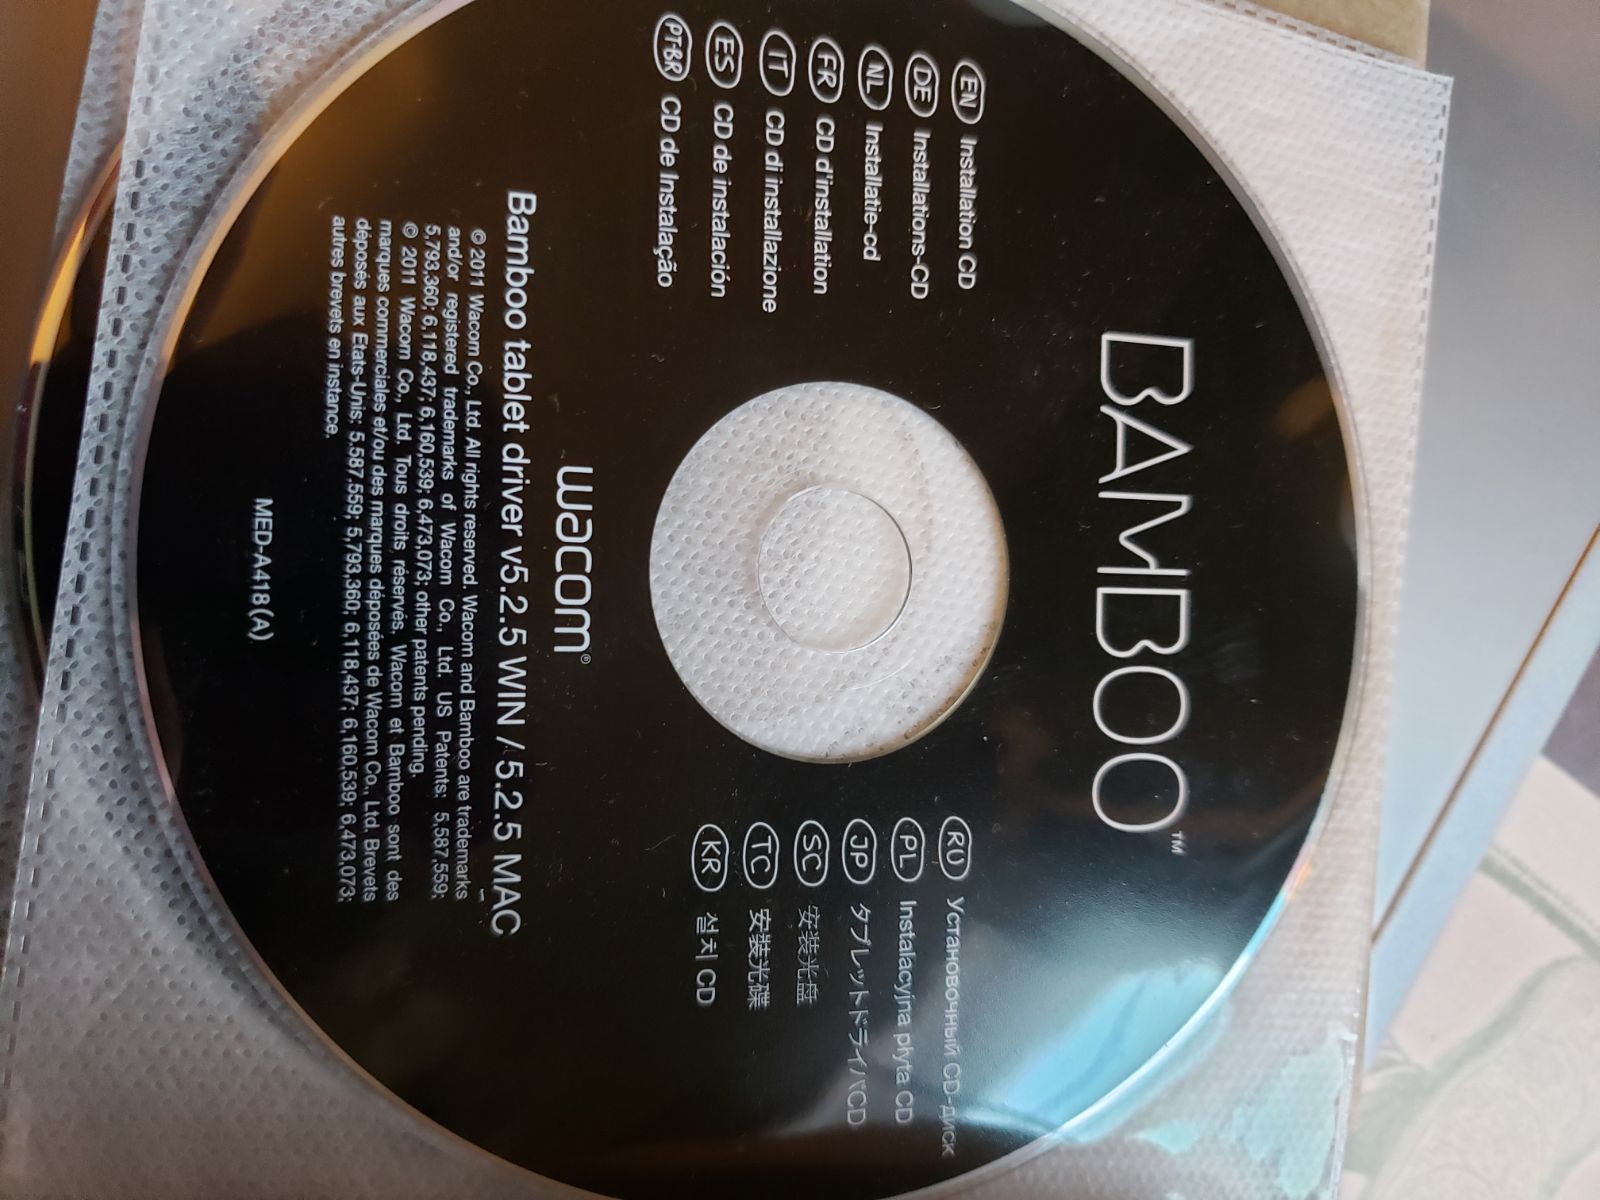 BAMBOO™
EN Installation CD
DE Installations-CD
NL Installatie-cd
FR CD d'installation
IT CD di installazione
ES CD de instalación
PT-BR CD de Instalação
RU Установочный CD-диск
PL Instalacyjna płyta CD
JP タブレットドライバCD
SC 安装光盘
TC 安裝光碟
KR 설치 CD
wacom®
Bamboo tablet driver v5.2.5 WIN / 5.2.5 MAC
© 2011 Wacom Co., Ltd. All rights reserved. Wacom and Bamboo are trademarks
and/or registered trademarks of Wacom Co., Ltd. US Patents: 5,587,559;
5,793,360; 6,118,437; 6,160,539; 6,473,073; other patents pending.
© 2011 Wacom Co., Ltd. Tous droits réservés. Wacom et Bamboo sont des
marques commerciales et/ou des marques déposées de Wacom Co., Ltd. Brevets
déposés aux Etats-Unis: 5,587,559; 5,793,360; 6,118,437; 6,160,539; 6,473,073;
autres brevets en instance.
MED-A418(A)